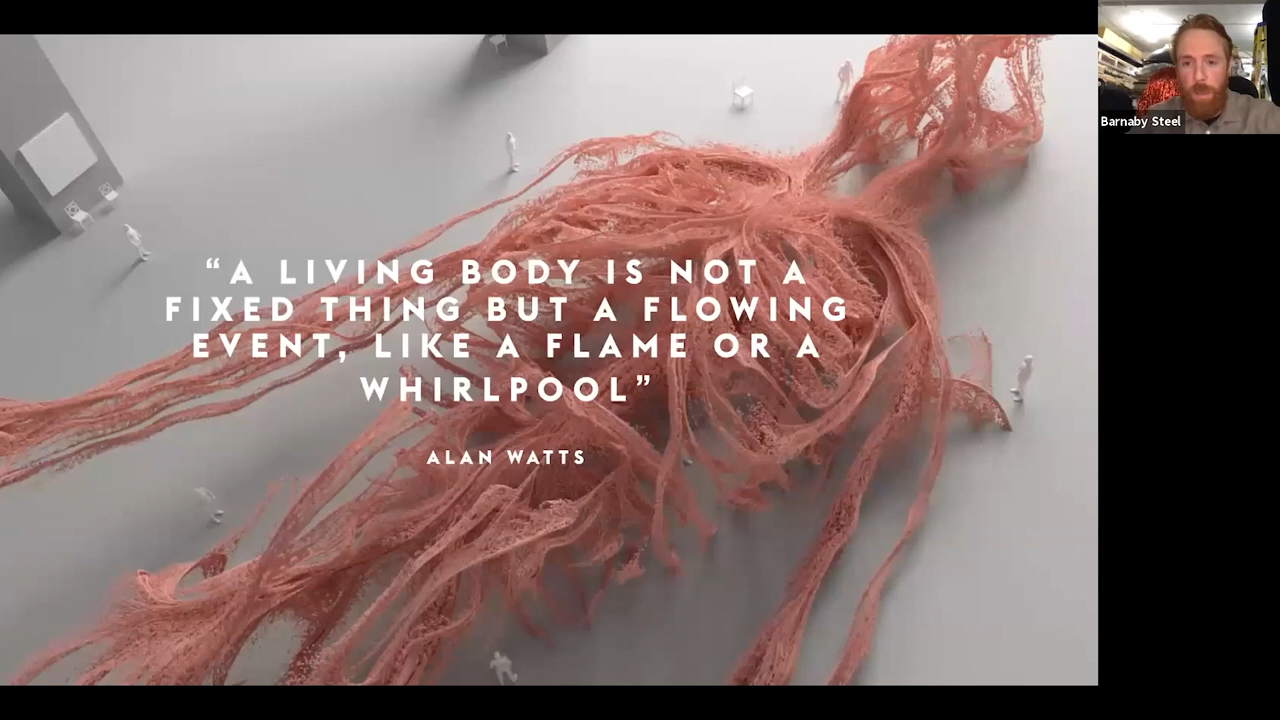 “A LIVING BODY IS NOT A
FIXED THING BUT A FLOWING
EVENT, LIKE A FLAME OR A
WHIRLPOOL”
ALAN WATTS
Barnaby Steel